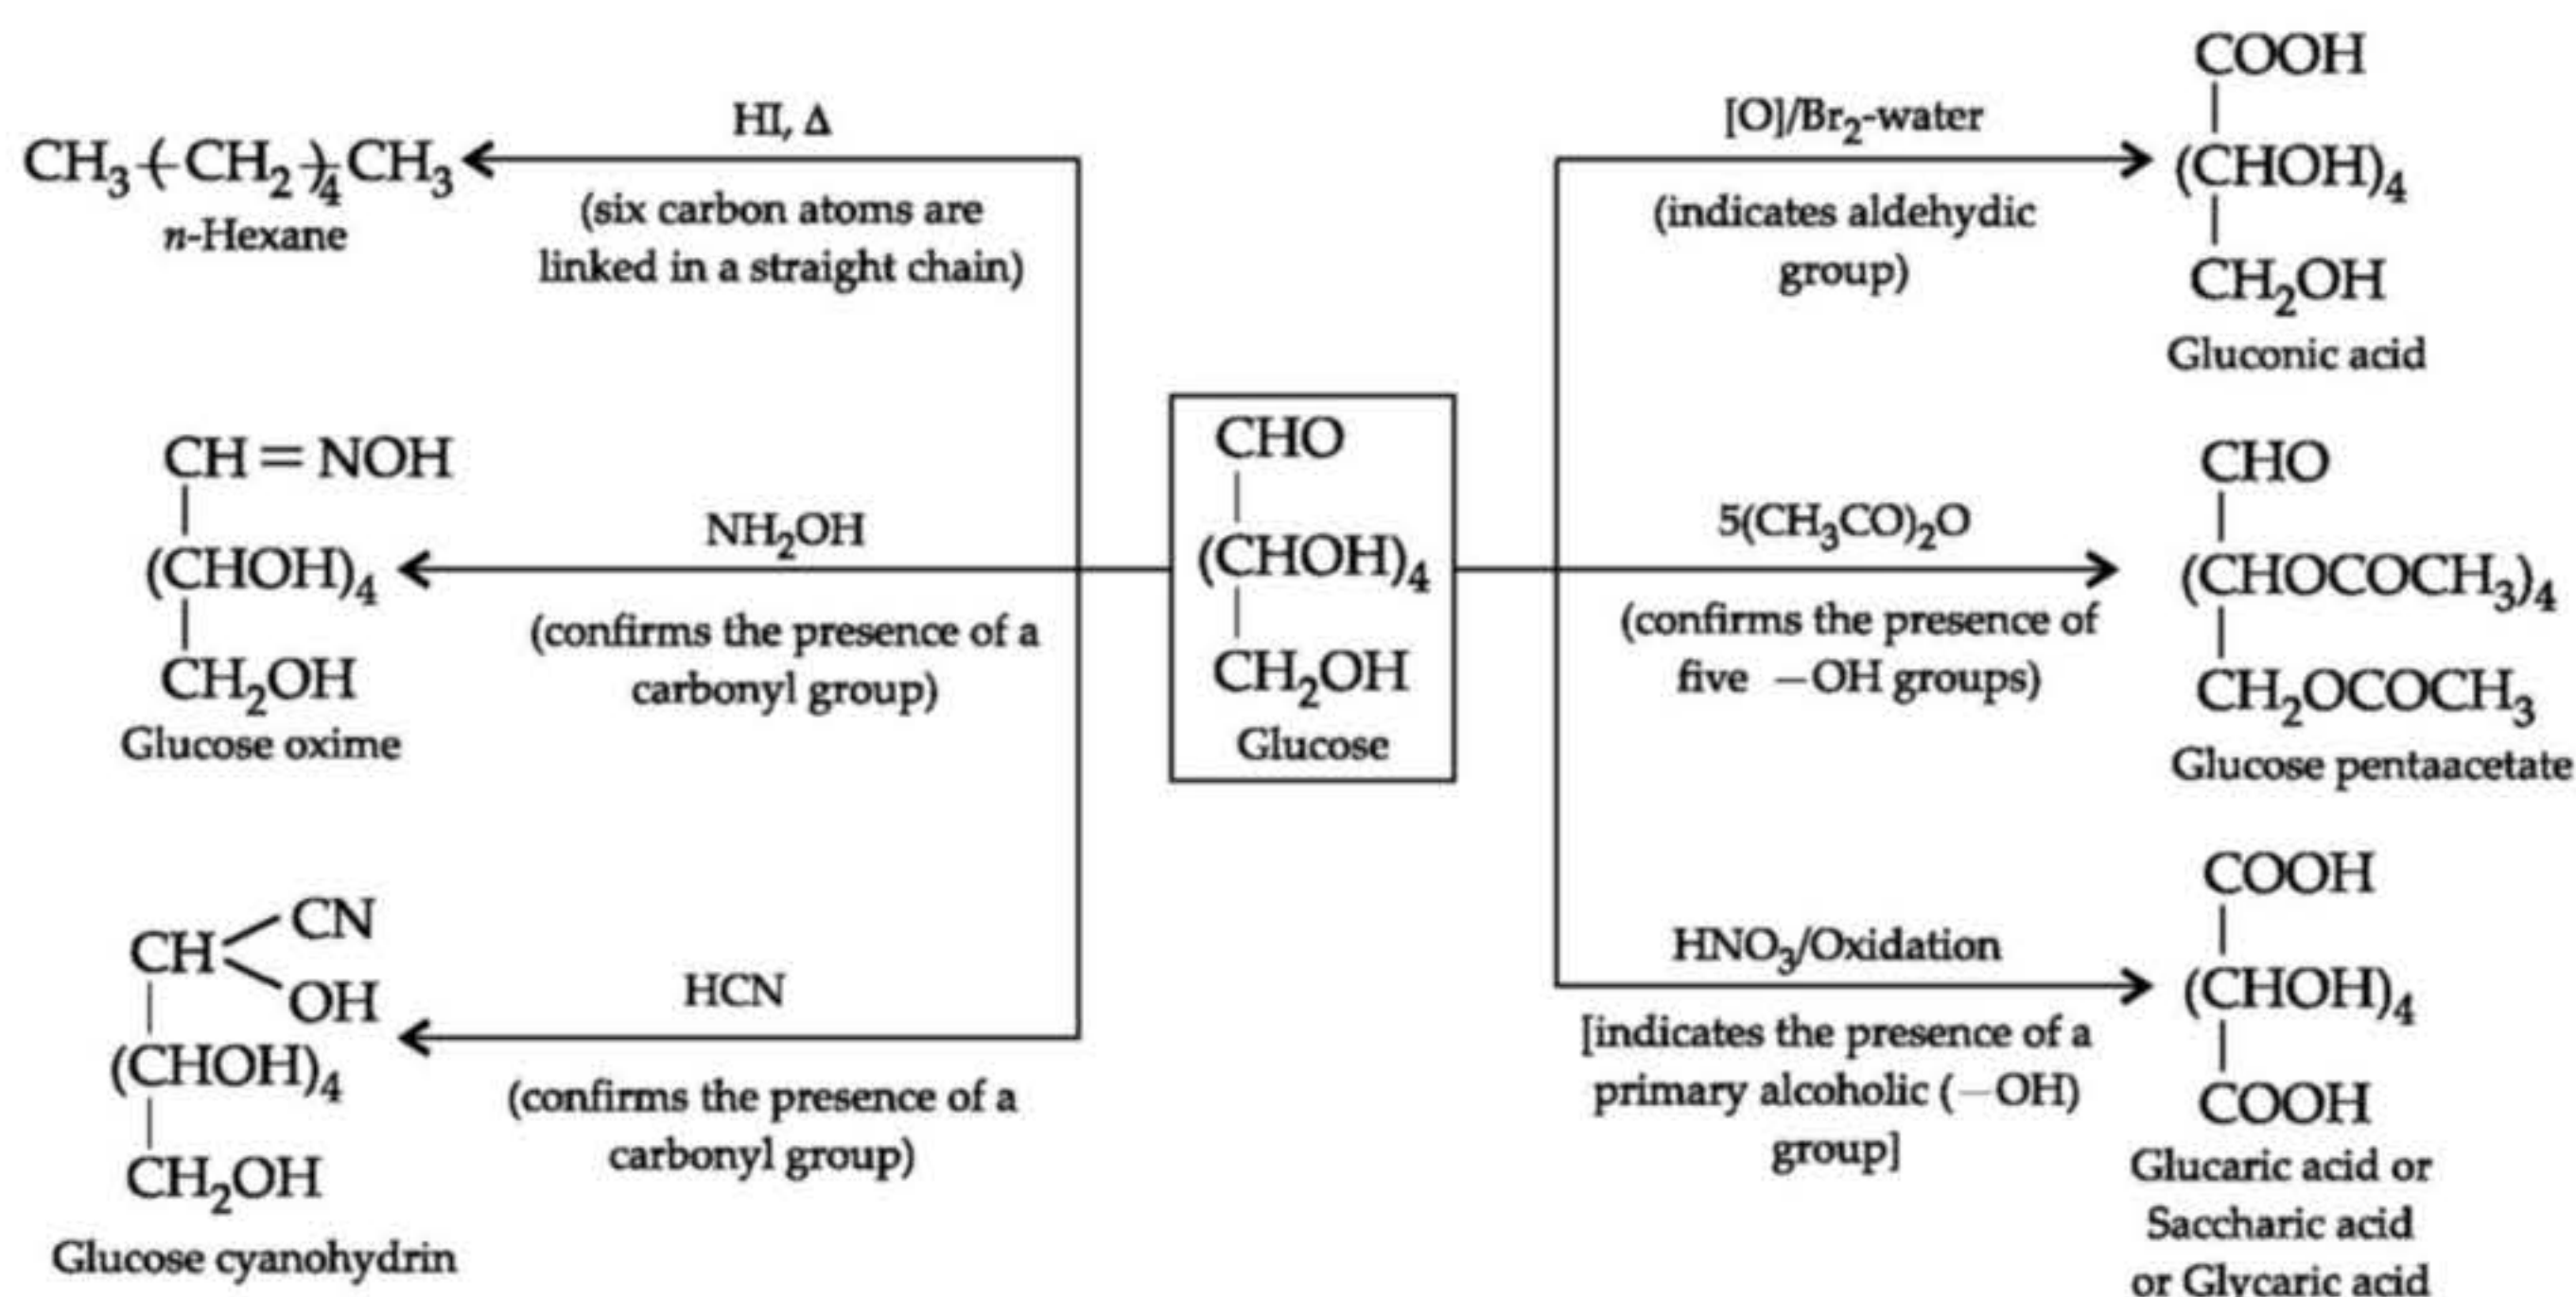 HI, Δ
CH₃-(CH₂)₄-CH₃
n-Hexane
(six carbon atoms are
linked in a straight chain)
CH=NOH
(CHOH)₄
CH₂OH
Glucose oxime
NH₂OH
(confirms the presence of a
carbonyl group)
CH
CN
OH
(CHOH)₄
CH₂OH
Glucose cyanohydrin
HCN
(confirms the presence of a
carbonyl group)
CHO
(CHOH)₄
CH₂OH
Glucose
[O]/Br₂-water
(indicates aldehydic
group)
COOH
(CHOH)₄
CH₂OH
Gluconic acid
5(CH₃CO)₂O
(confirms the presence of
five —OH groups)
CHO
(CHOCOCH₃)₄
CH₂OCOCH₃
Glucose pentaacetate
HNO₃/Oxidation
[indicates the presence of a
primary alcoholic (—OH)
group]
COOH
(CHOH)₄
COOH
Glucaric acid or
Saccharic acid
or Glycaric acid